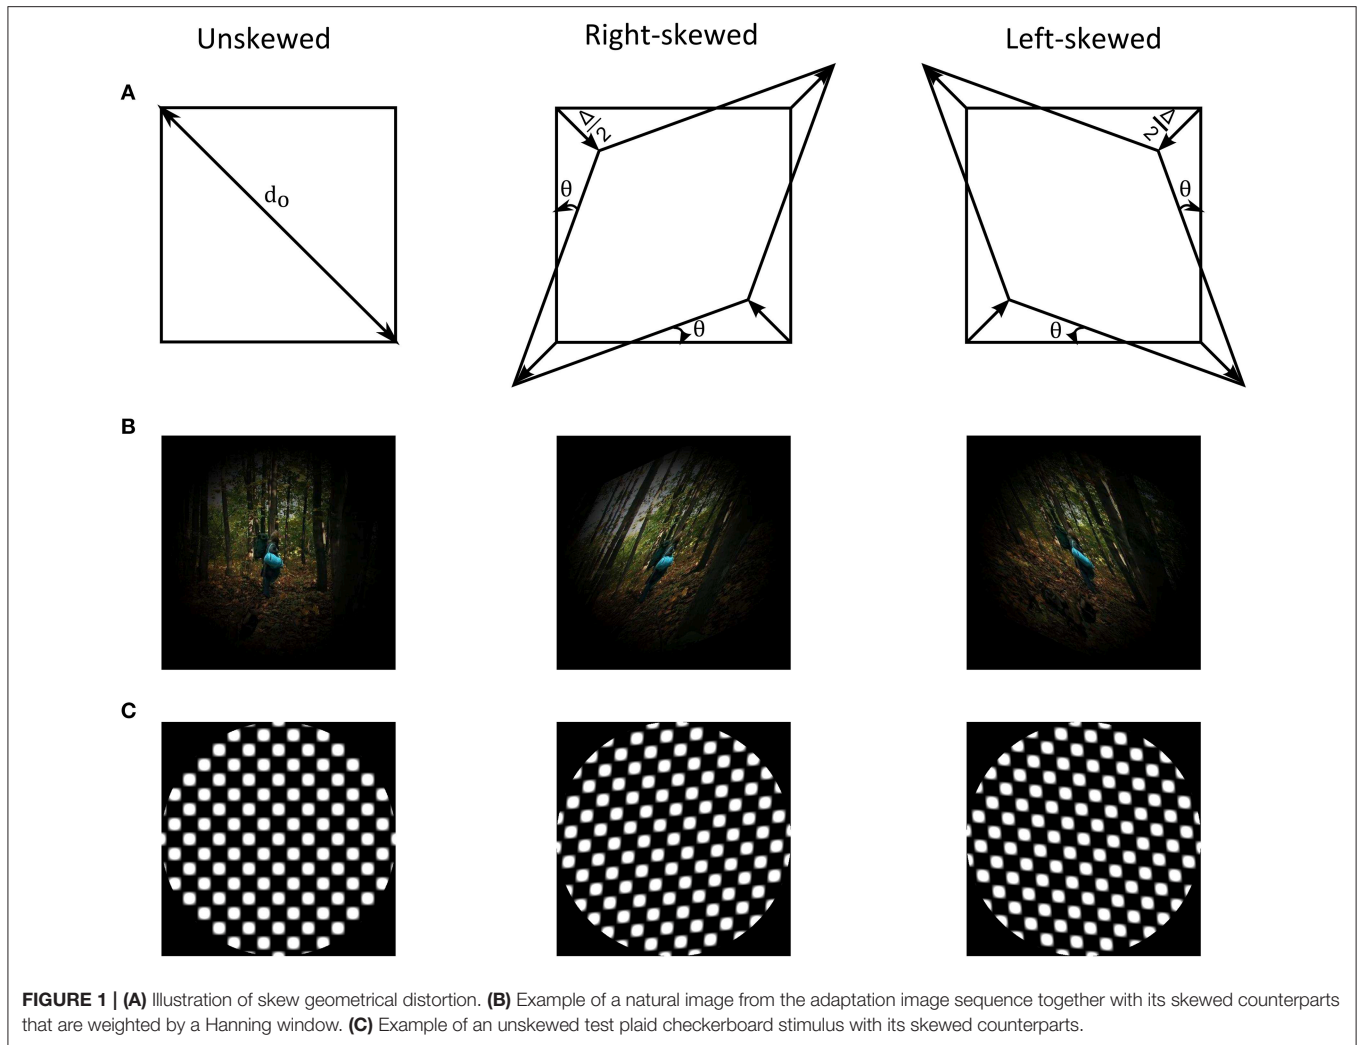 Unskewed
Right-skewed
Left-skewed
A
d₀
Δ/2
θ
θ
Δ/2
θ
θ
B
C
FIGURE 1 | (A) Illustration of skew geometrical distortion. (B) Example of a natural image from the adaptation image sequence together with its skewed counterparts
that are weighted by a Hanning window. (C) Example of an unskewed test plaid checkerboard stimulus with its skewed counterparts.